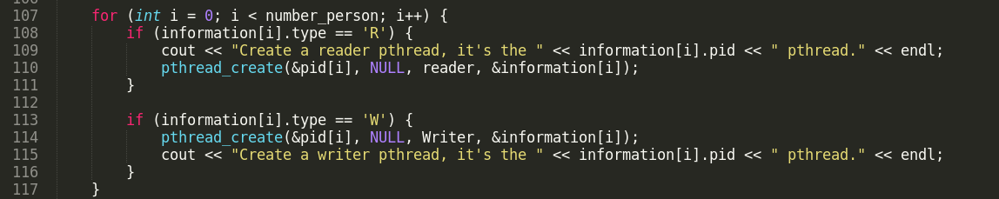 107 for (int i = 0; i < number_person; i++) {
108 if (information[i].type == 'R') {
109 cout << "Create a reader pthread, it's the " << information[i].pid << " pthread." << endl;
110 pthread_create(&pid[i], NULL, reader, &information[i]);
111 }
112
113 if (information[i].type == 'W') {
114 pthread_create(&pid[i], NULL, Writer, &information[i]);
115 cout << "Create a writer pthread, it's the " << information[i].pid << " pthread." << endl;
116 }
117 }